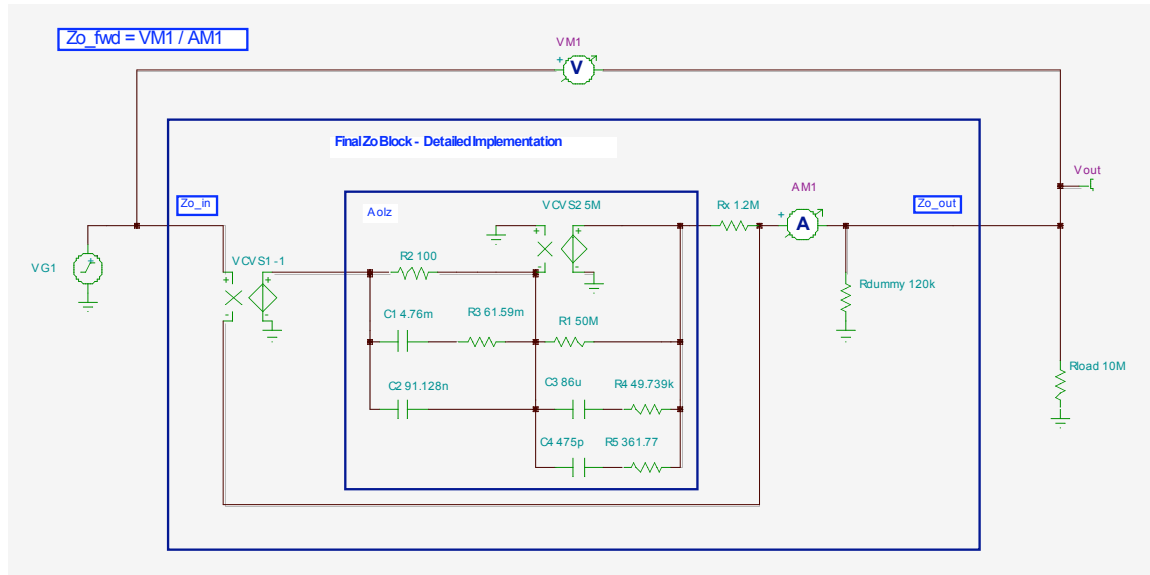 Zo_fwd = VM1 / AM1
VM1
+
V
Final Zo Block - Detailed Implementation
Vout
Zo_in
Aolz
VCVS2 5M
AM1
Rx 1.2M
+
A
Zo_out
VG1
+
VCVS1 -1
+
+
-
-
R2 100
+
+
-
-
Rdummy 120k
C1 4.76m
R3 61.59m
R1 50M
C2 91.128n
C3 86u
R4 49.739k
Rload 10M
C4 475p
R5 361.77